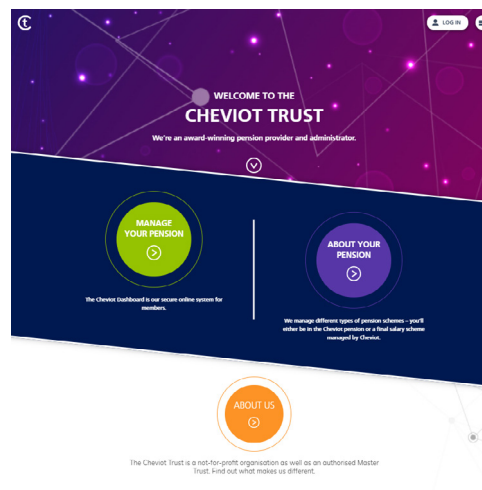 LOG IN
WELCOME TO THE
CHEVIOT TRUST
We're an award-winning pension provider and administrator.
MANAGE
YOUR PENSION
The Cheviot Dashboard is our secure online system for
members.
ABOUT YOUR
PENSION
We manage different types of pension schemes – you'll
either be in the Cheviot pension or a final salary scheme
managed by Cheviot.
ABOUT US
The Cheviot Trust is a not-for-profit organisation as well as an authorised Master
Trust. Find out what makes us different.